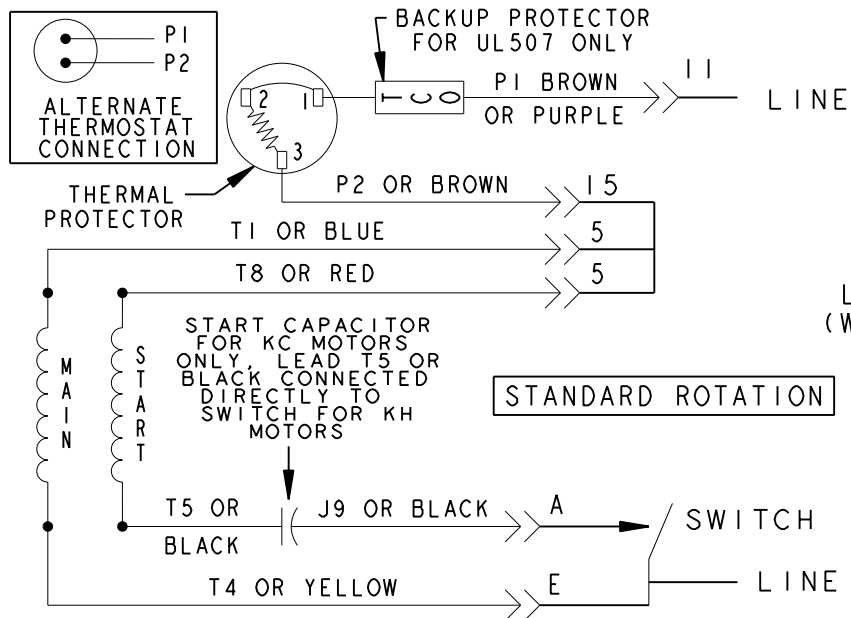 P1
P2
ALTERNATE
THERMOSTAT
CONNECTION
BACKUP PROTECTOR
FOR UL507 ONLY
2
1
3
TCO
P1 BROWN
OR PURPLE
11
LINE
THERMAL
PROTECTOR
P2 OR BROWN
15
T1 OR BLUE
5
T8 OR RED
5
L
(W
MAIN
START
START CAPACITOR
FOR KC MOTORS
ONLY, LEAD T5 OR
BLACK CONNECTED
DIRECTLY TO
SWITCH FOR KH
MOTORS
STANDARD ROTATION
T5 OR
BLACK
J9 OR BLACK
A
SWITCH
T4 OR YELLOW
E
LINE